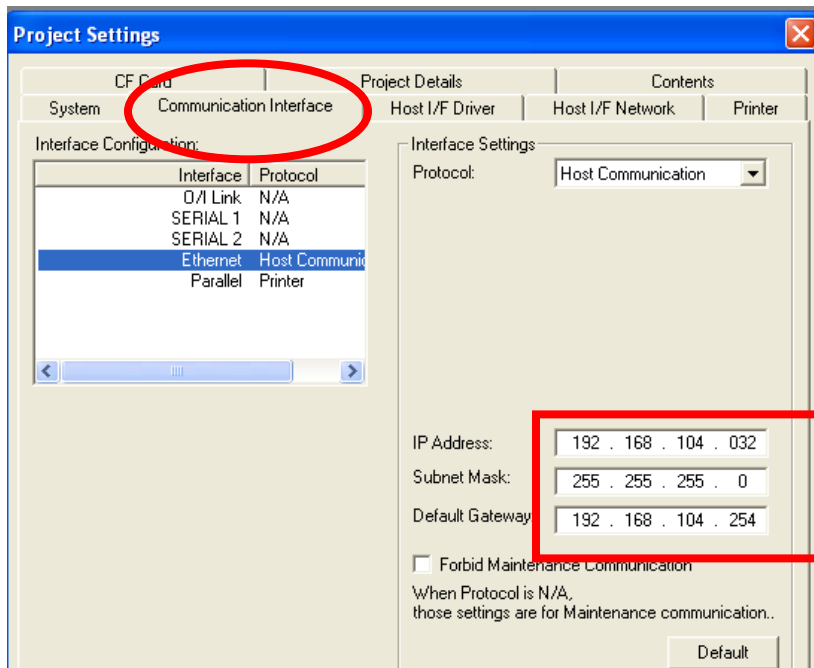 Project Settings
CF Card Project Details Contents
System Communication Interface Host I/F Driver Host I/F Network Printer
Interface Configuration:
Interface Protocol
O/I Link N/A
SERIAL 1 N/A
SERIAL 2 N/A
Ethernet Host Communic
Parallel Printer
Interface Settings
Protocol: Host Communication
IP Address: 192 . 168 . 104 . 032
Subnet Mask: 255 . 255 . 255 . 0
Default Gateway 192 . 168 . 104 . 254
Forbid Maintenance Communication
When Protocol is N/A,
those settings are for Maintenance communication..
Default